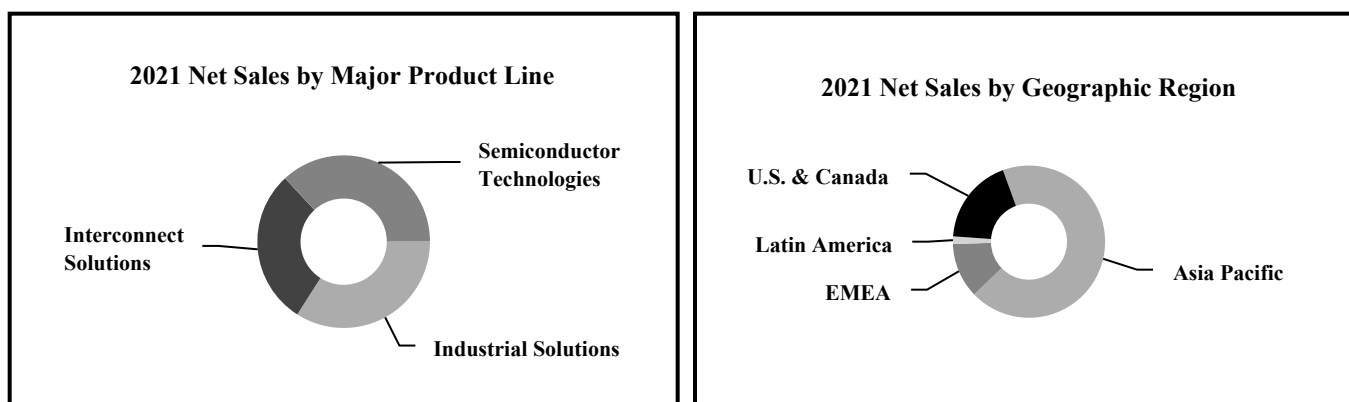 2021 Net Sales by Major Product Line
Semiconductor
Technologies
Interconnect
Solutions
Industrial Solutions
2021 Net Sales by Geographic Region
U.S. & Canada
Latin America
EMEA
Asia Pacific